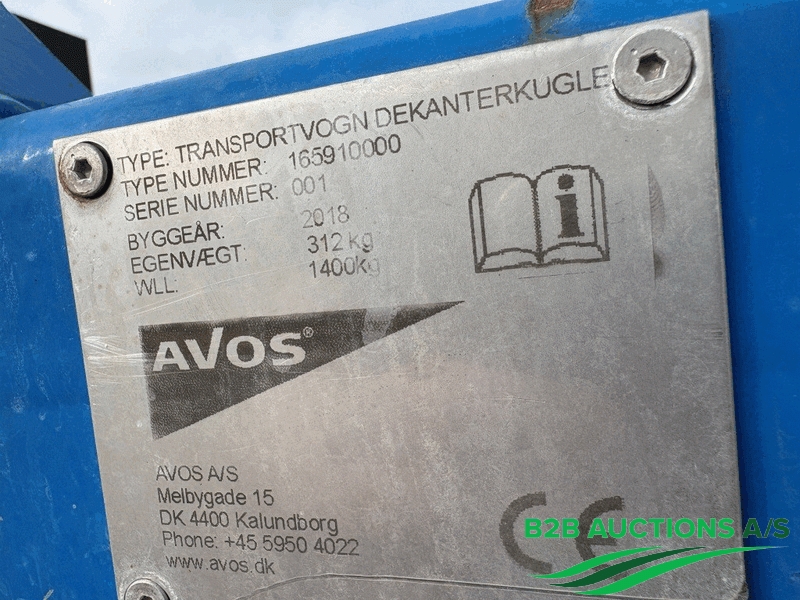 TYPE: TRANSPORTVOGN DEKANTERKUGLE
TYPE NUMMER: 165910000
SERIE NUMMER: 001
BYGGEÅR: 2018
EGENVÆGT: 312 kg
WLL: 1400kg
AVOS®
AVOS A/S
Melbygade 15
DK 4400 Kalundborg
Phone: +45 5950 4022
www.avos.dk
CE
B2B AUCTIONS A/S